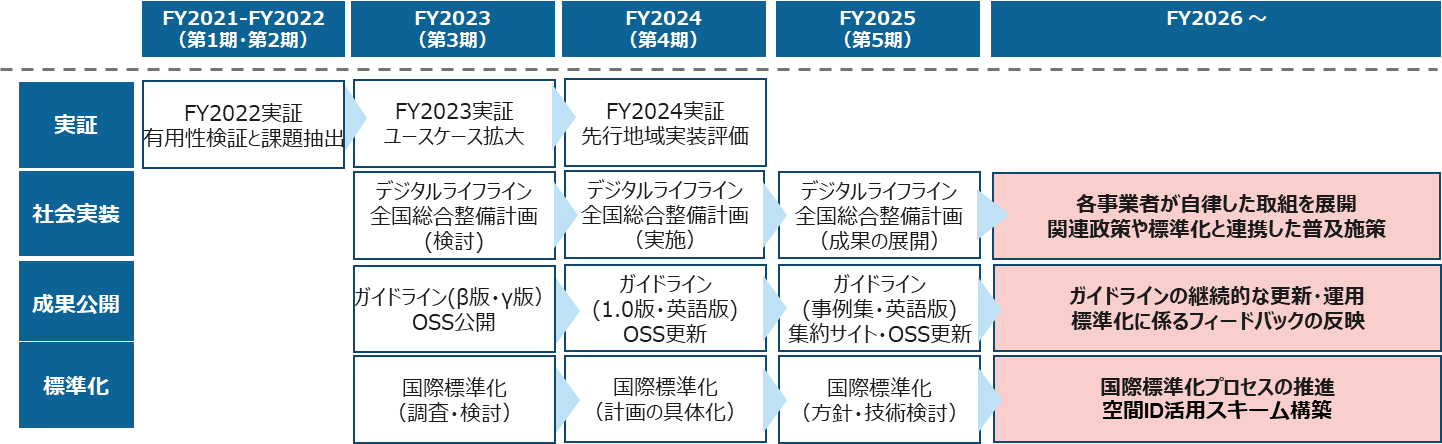 FY2021-FY2022
（第1期・第2期）
FY2023
（第3期）
FY2024
（第4期）
FY2025
（第5期）
FY2026 ～
実証
FY2022実証
有用性検証と課題抽出
FY2023実証
ユースケース拡大
FY2024実証
先行地域実装評価
社会実装
デジタルライフライン
全国総合整備計画
(検討)
デジタルライフライン
全国総合整備計画
（実施）
デジタルライフライン
全国総合整備計画
（成果の展開）
各事業者が自律した取組を展開
関連政策や標準化と連携した普及施策
成果公開
ガイドライン(β版・γ版）
OSS公開
ガイドライン
(1.0版・英語版)
OSS更新
ガイドライン
(事例集・英語版)
集約サイト・OSS更新
ガイドラインの継続的な更新・運用
標準化に係るフィードバックの反映
標準化
国際標準化
（調査・検討）
国際標準化
（計画の具体化）
国際標準化
（方針・技術検討）
国際標準化プロセスの推進
空間ID活用スキーム構築